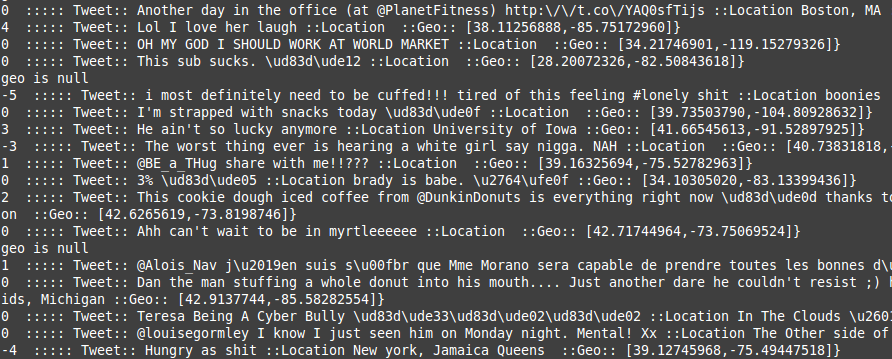 0  ::::: Tweet:: Another day in the office (at @PlanetFitness) http:\/\/t.co\/YAQ0sfTijs ::Location Boston, MA
4  ::::: Tweet:: Lol I love her laugh ::Location  ::Geo:: [38.11256888,-85.75172960]}
0  ::::: Tweet:: OH MY GOD I SHOULD WORK AT WORLD MARKET ::Location  ::Geo:: [34.21746901,-119.15279326]}
0  ::::: Tweet:: This sub sucks. \ud83d\ude12 ::Location  ::Geo:: [28.20072326,-82.50843618]}
geo is null
-5  ::::: Tweet:: i most definitely need to be cuffed!!! tired of this feeling #lonely shit ::Location boonies
0  ::::: Tweet:: I'm strapped with snacks today \ud83d\ude0f ::Location  ::Geo:: [39.73503790,-104.80928632]}
3  ::::: Tweet:: He ain't so lucky anymore ::Location University of Iowa ::Geo:: [41.66545613,-91.52897925]}
-3  ::::: Tweet:: The worst thing ever is hearing a white girl say nigga. NAH ::Location  ::Geo:: [40.73831818,-
1  ::::: Tweet:: @BE_a_THug share with me!!??? ::Location  ::Geo:: [39.16325694,-75.52782963]}
0  ::::: Tweet:: 3% \ud83d\ude05 ::Location brady is babe. \u2764\ufe0f ::Geo:: [34.10305020,-83.13399436]}
2  ::::: Tweet:: This cookie dough iced coffee from @DunkinDonuts is everything right now \ud83d\ude0d thanks to
on  ::Geo:: [42.6265619,-73.8198746]}
0  ::::: Tweet:: Ahh can't wait to be in myrtleeeeee ::Location  ::Geo:: [42.71744964,-73.75069524]}
geo is null
1  ::::: Tweet:: @Alois_Nav j\u2019en suis s\u00fbr que Mme Morano sera capable de prendre toutes les bonnes d\u
0  ::::: Tweet:: Dan the man stuffing a whole donut into his mouth.... Just another dare he couldn't resist ;)
ids, Michigan ::Geo:: [42.9137744,-85.58282554]}
0  ::::: Tweet:: Teresa Being A Cyber Bully \ud83d\ude33\ud83d\ude02\ud83d\ude02 ::Location In The Clouds \u2601
0  ::::: Tweet:: @louisegormley I know I just seen him on Monday night. Mental! Xx ::Location The Other side of
-4  ::::: Tweet:: Hungry as shit ::Location New york, Jamaica Queens  ::Geo:: [39.12745968,-75.49447518]}